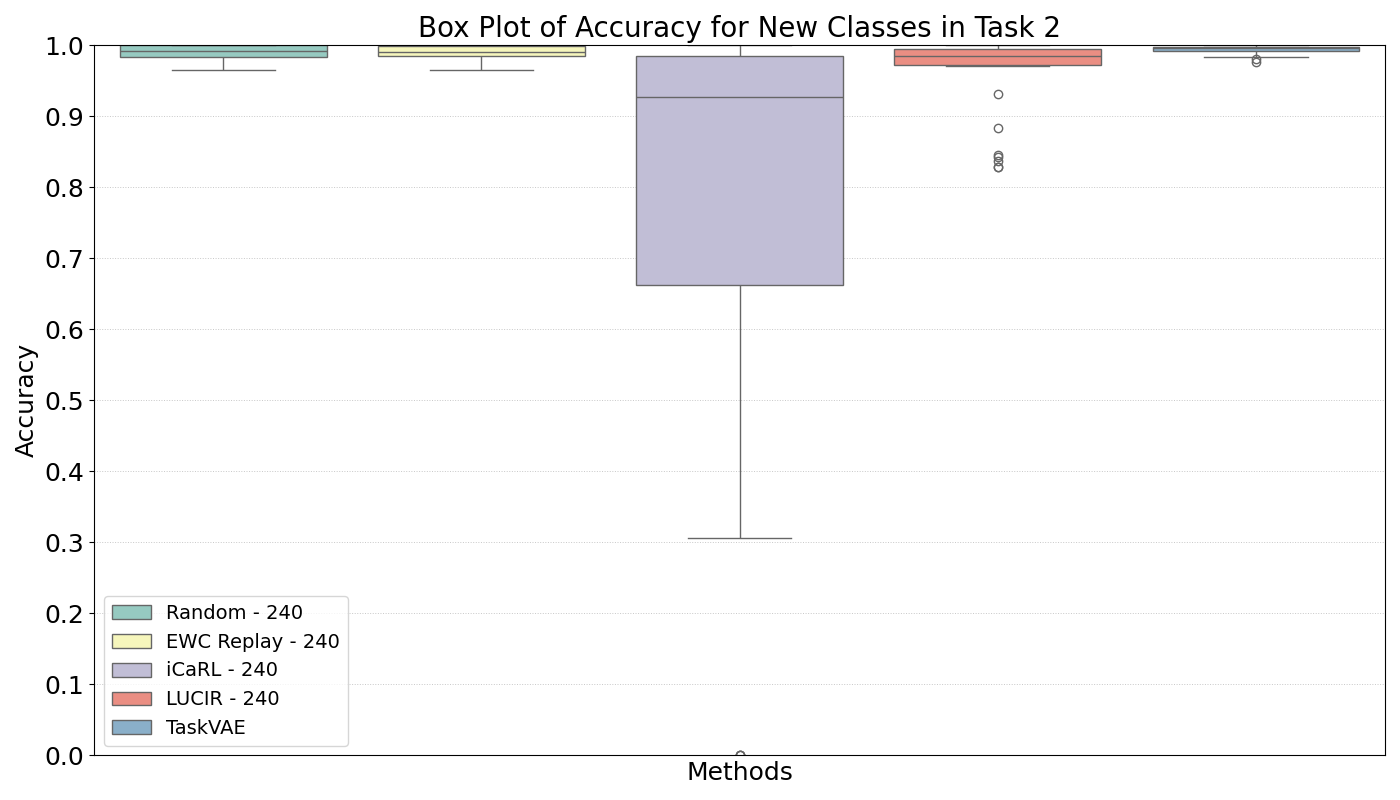 Box Plot of Accuracy for New Classes in Task 2
1.0
0.9
0.8
0.7
0.6
0.5
0.4
0.3
0.2
0.1
0.0
Accuracy
Random - 240
EWC Replay - 240
iCaRL - 240
LUCIR - 240
TaskVAE
Methods